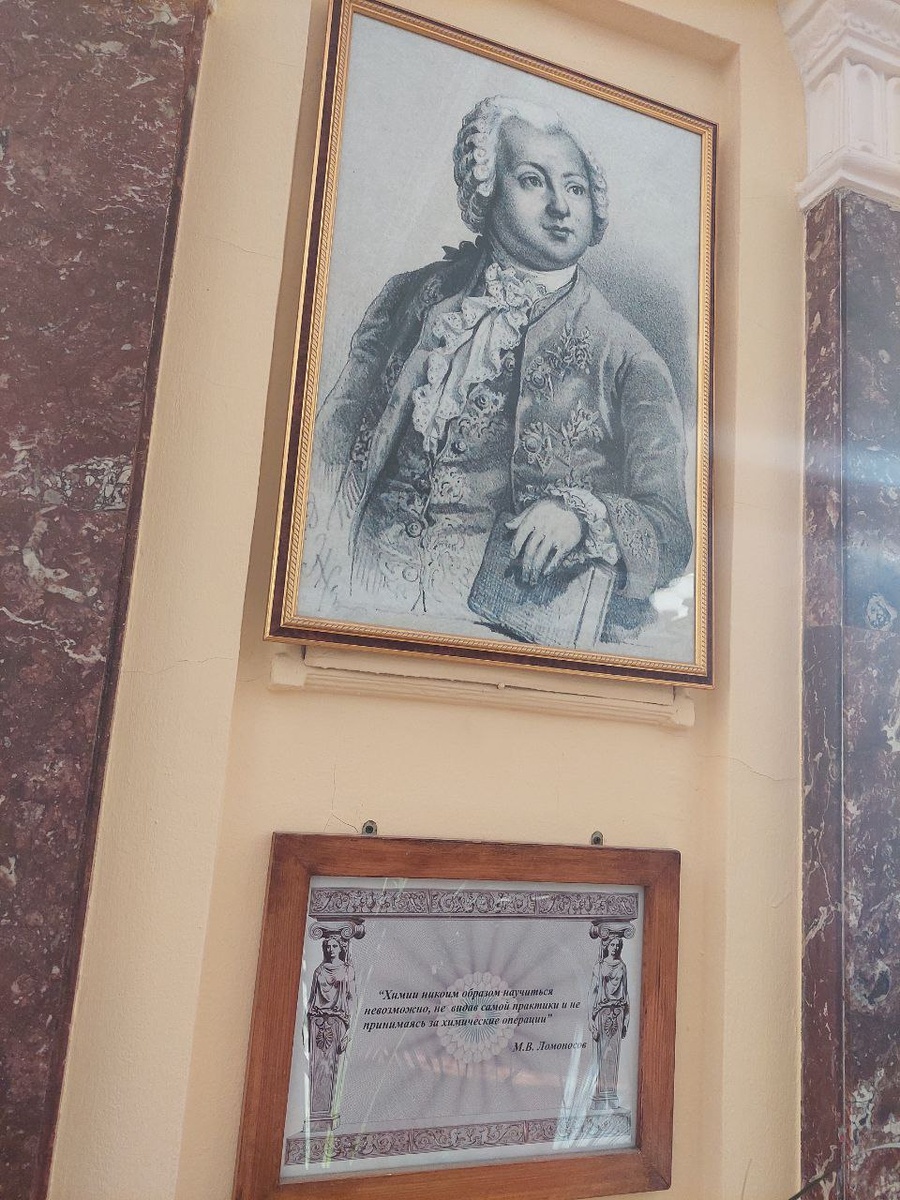 “Химии никоим образом научиться
невозможно, не видав самой практики и не
принимаясь за химические операции”
М.В. Ломоносов